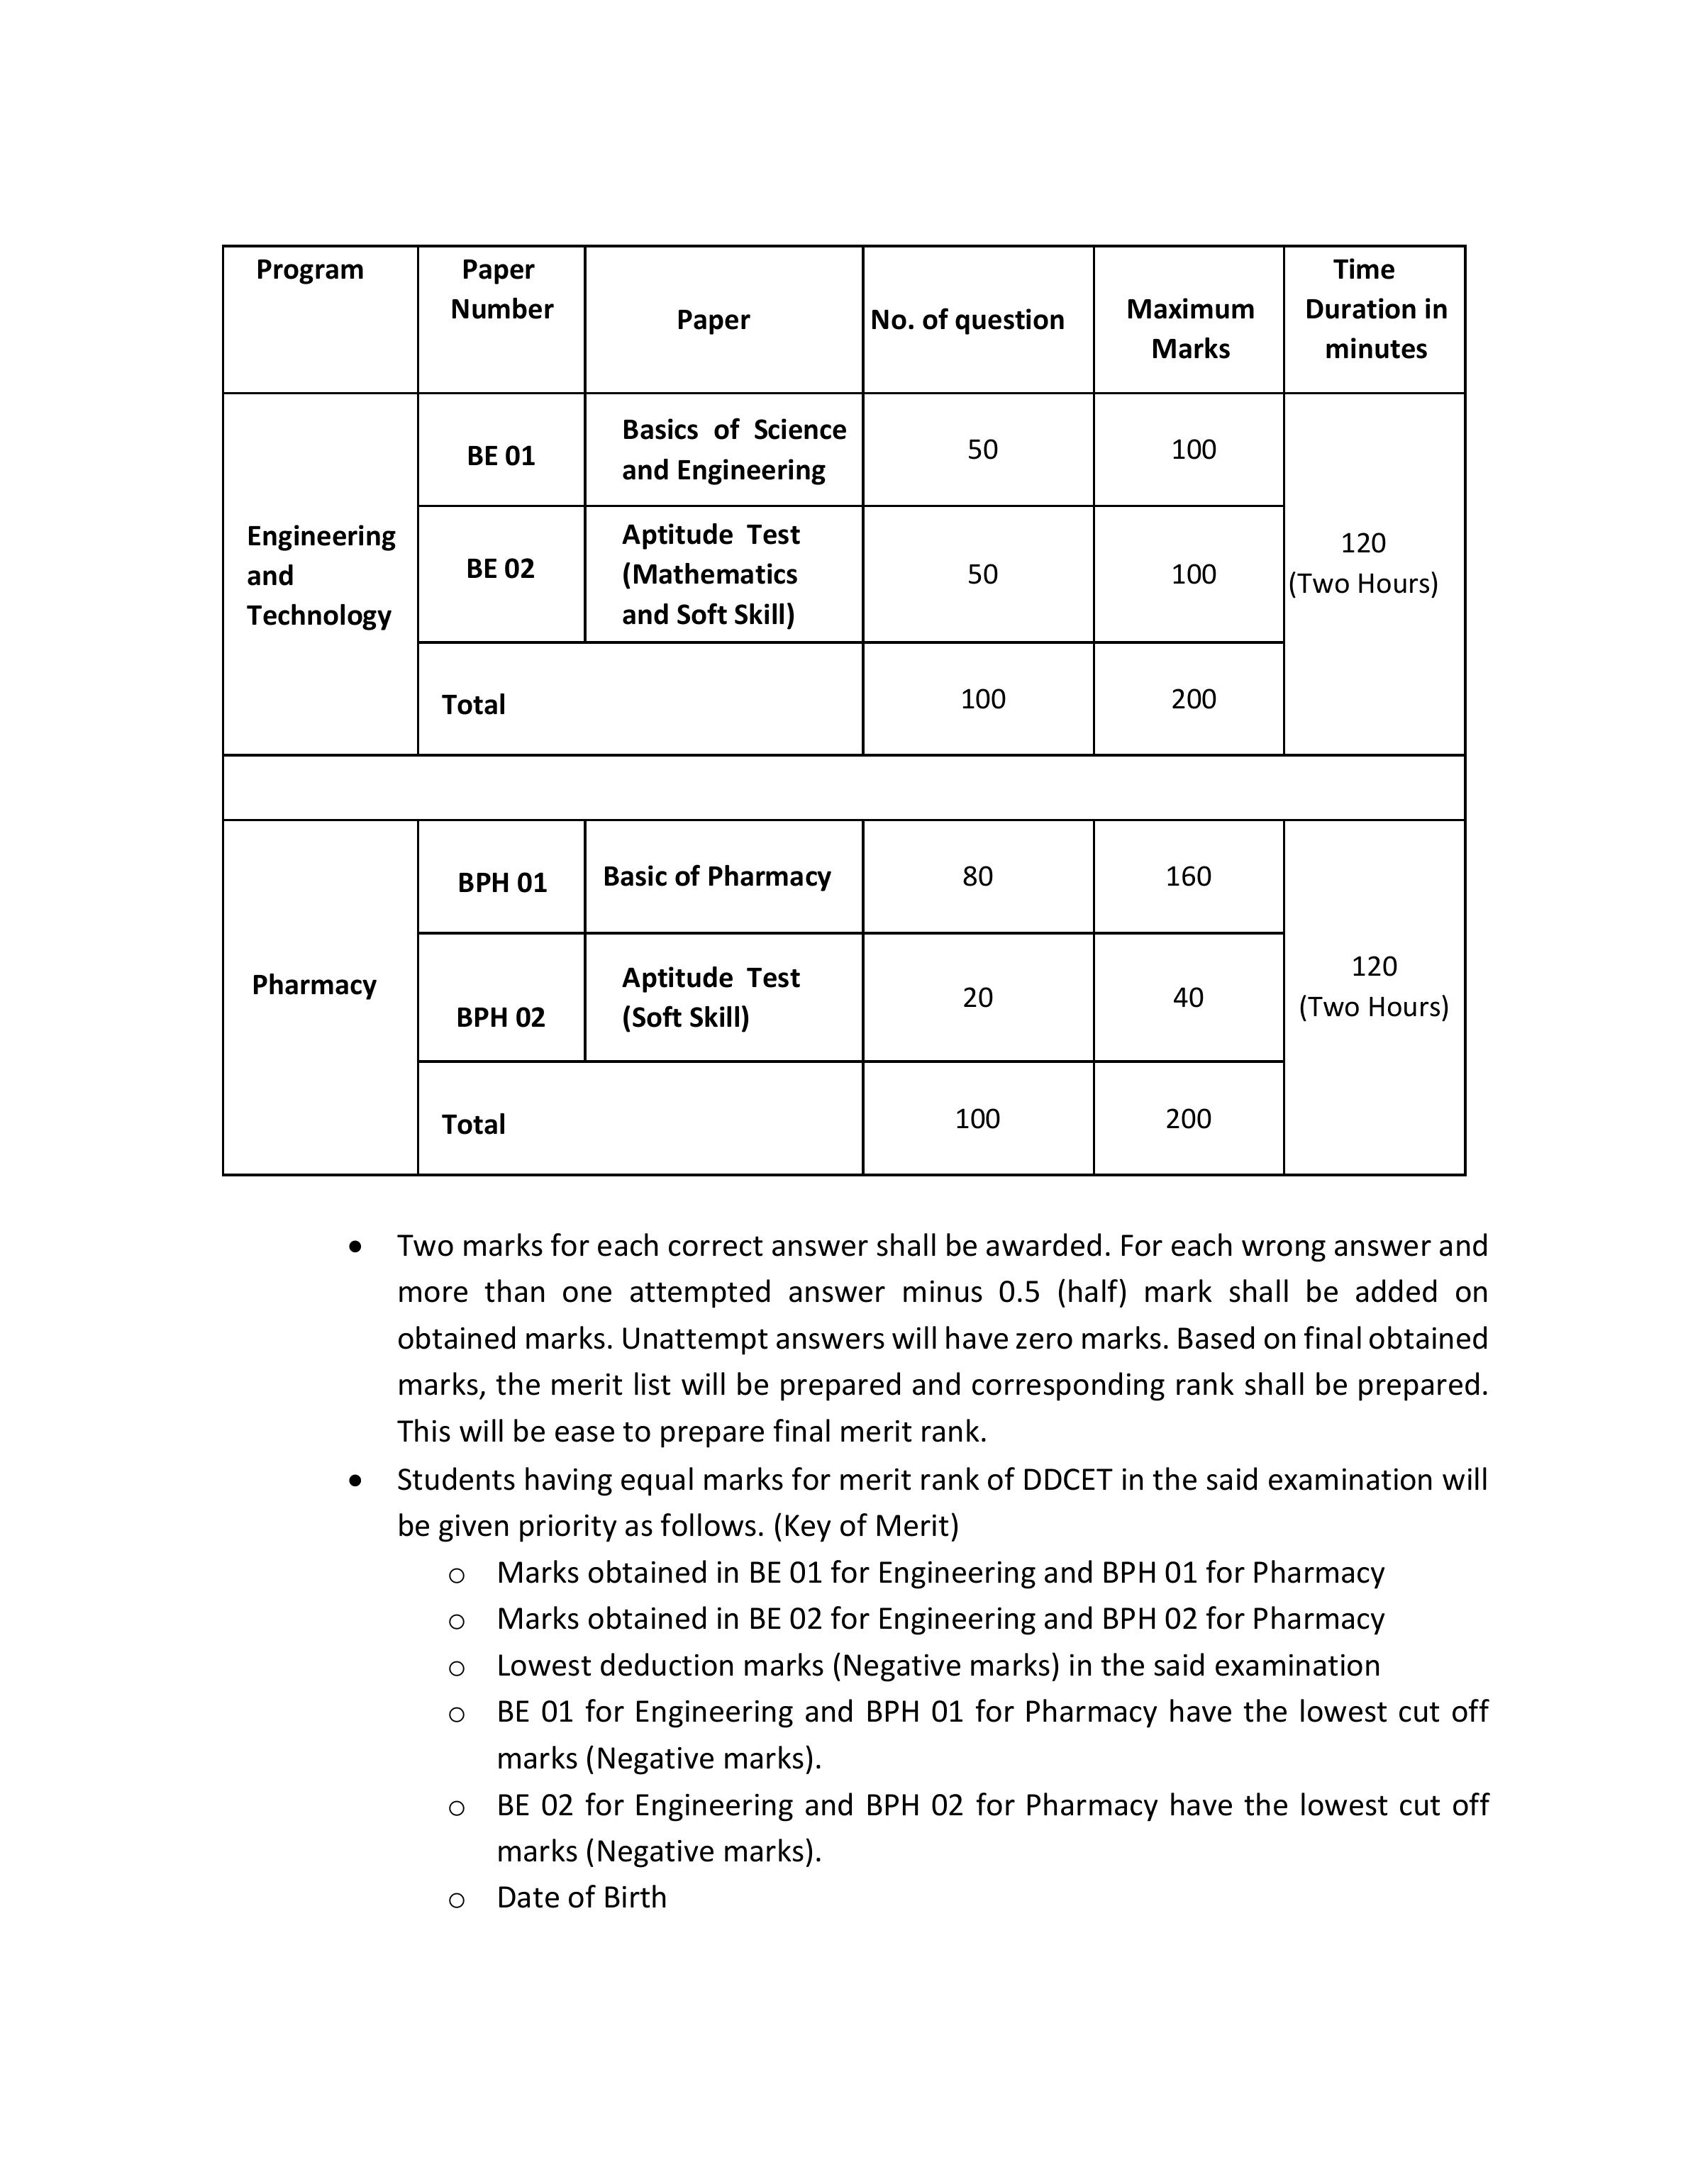 Program
Paper
Number
Paper
No. of question
Maximum
Marks
Time
Duration in
minutes
Engineering
and
Technology
BE 01
Basics of Science
and Engineering
50
100
120
(Two Hours)
BE 02
Aptitude Test
(Mathematics
and Soft Skill)
50
100
Total
100
200
Pharmacy
BPH 01
Basic of Pharmacy
80
160
120
(Two Hours)
BPH 02
Aptitude Test
(Soft Skill)
20
40
Total
100
200
• Two marks for each correct answer shall be awarded. For each wrong answer and
more than one attempted answer minus 0.5 (half) mark shall be added on
obtained marks. Unattempt answers will have zero marks. Based on final obtained
marks, the merit list will be prepared and corresponding rank shall be prepared.
This will be ease to prepare final merit rank.
• Students having equal marks for merit rank of DDCET in the said examination will
be given priority as follows. (Key of Merit)
o Marks obtained in BE 01 for Engineering and BPH 01 for Pharmacy
o Marks obtained in BE 02 for Engineering and BPH 02 for Pharmacy
o Lowest deduction marks (Negative marks) in the said examination
o BE 01 for Engineering and BPH 01 for Pharmacy have the lowest cut off
marks (Negative marks).
o BE 02 for Engineering and BPH 02 for Pharmacy have the lowest cut off
marks (Negative marks).
o Date of Birth